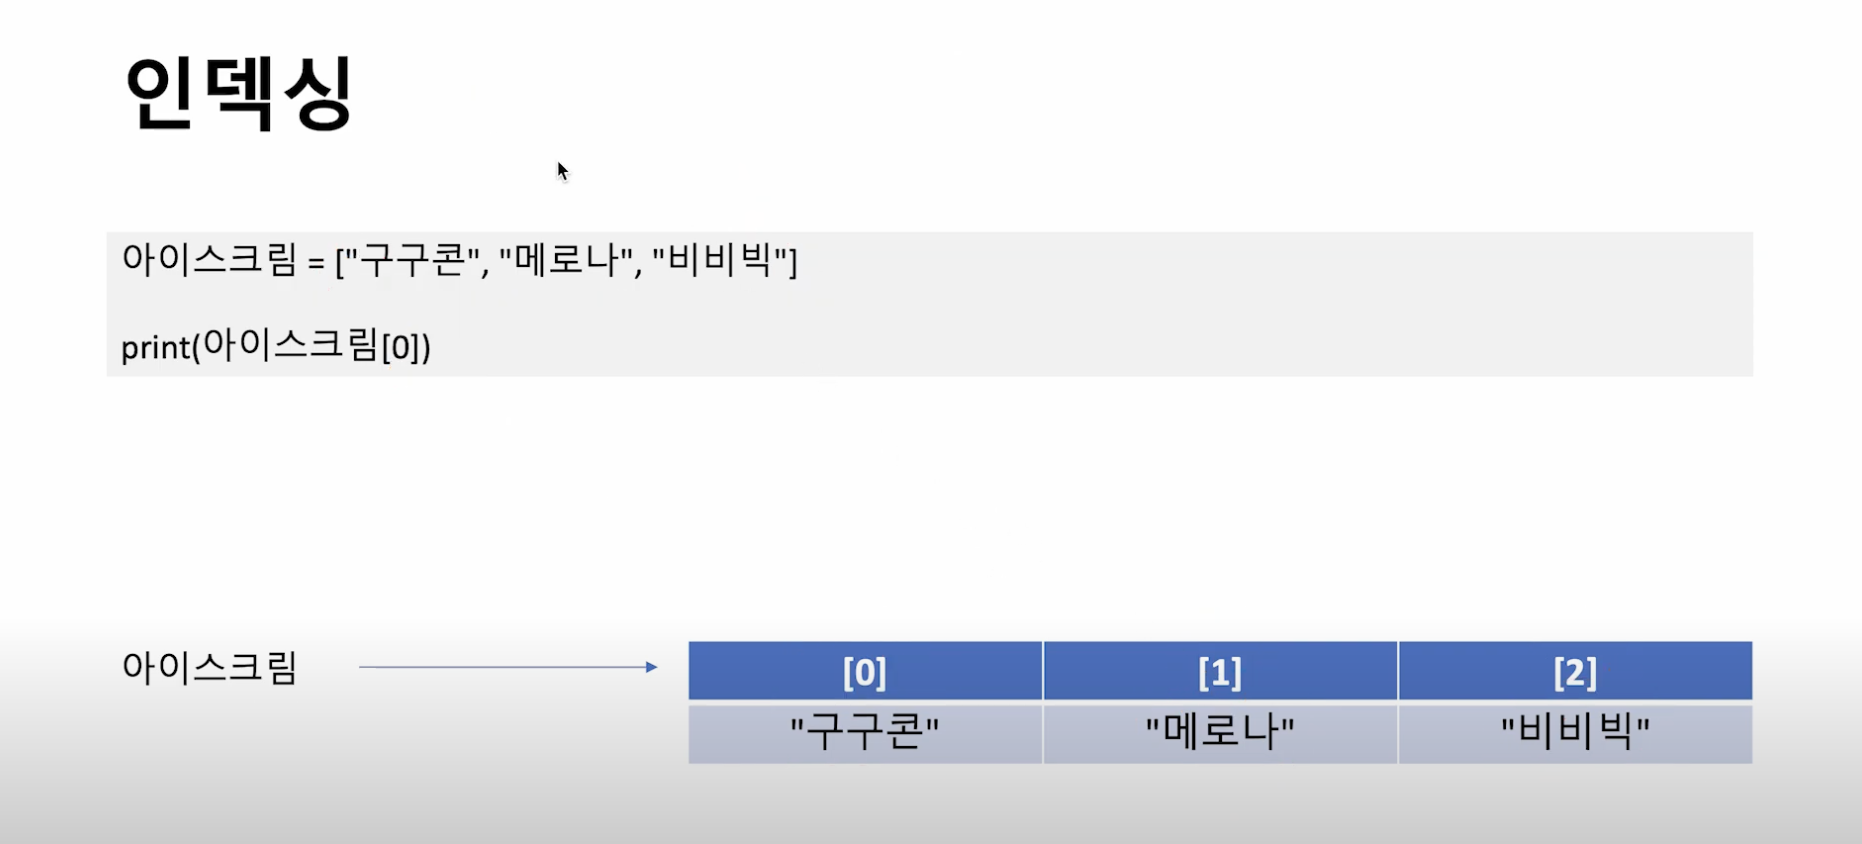 인덱싱
아이스크림 = ["구구콘", "메로나", "비비빅"]
print(아이스크림[0])
아이스크림
[0] [1] [2]
"구구콘" "메로나" "비비빅"